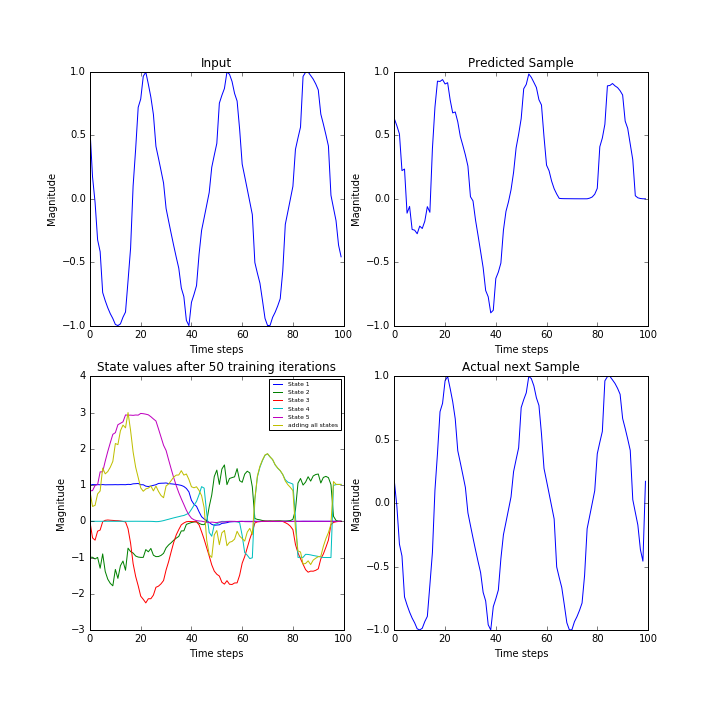 Input
Magnitude
1.0
0.5
0.0
−0.5
−1.0
0 20 40 60 80 100
Time steps
Predicted Sample
Magnitude
1.0
0.5
0.0
−0.5
−1.0
0 20 40 60 80 100
Time steps
State values after 50 training iterations
Magnitude
4
3
2
1
0
−1
−2
−3
0 20 40 60 80 100
Time steps
State 1
State 2
State 3
State 4
State 5
adding all states
Actual next Sample
Magnitude
1.0
0.5
0.0
−0.5
−1.0
0 20 40 60 80 100
Time steps